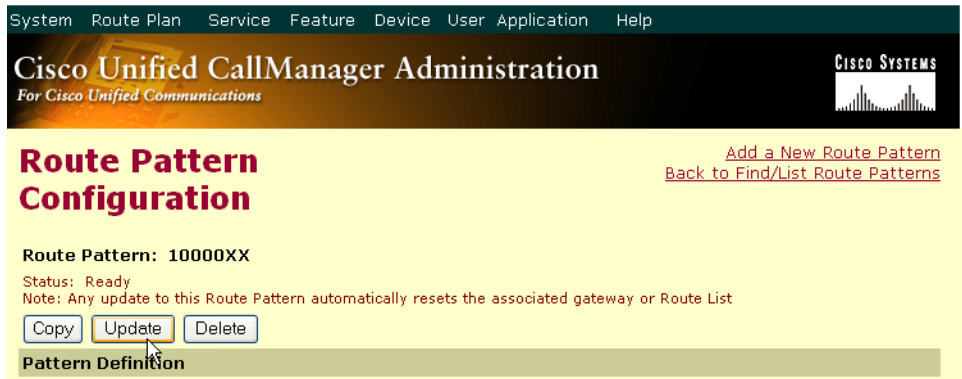 System Route Plan Service Feature Device User Application Help
Cisco Unified CallManager Administration
For Cisco Unified Communications
CISCO SYSTEMS
Route Pattern
Configuration
Add a New Route Pattern
Back to Find/List Route Patterns
Route Pattern: 10000XX
Status: Ready
Note: Any update to this Route Pattern automatically resets the associated gateway or Route List
Copy Update Delete
Pattern Definition